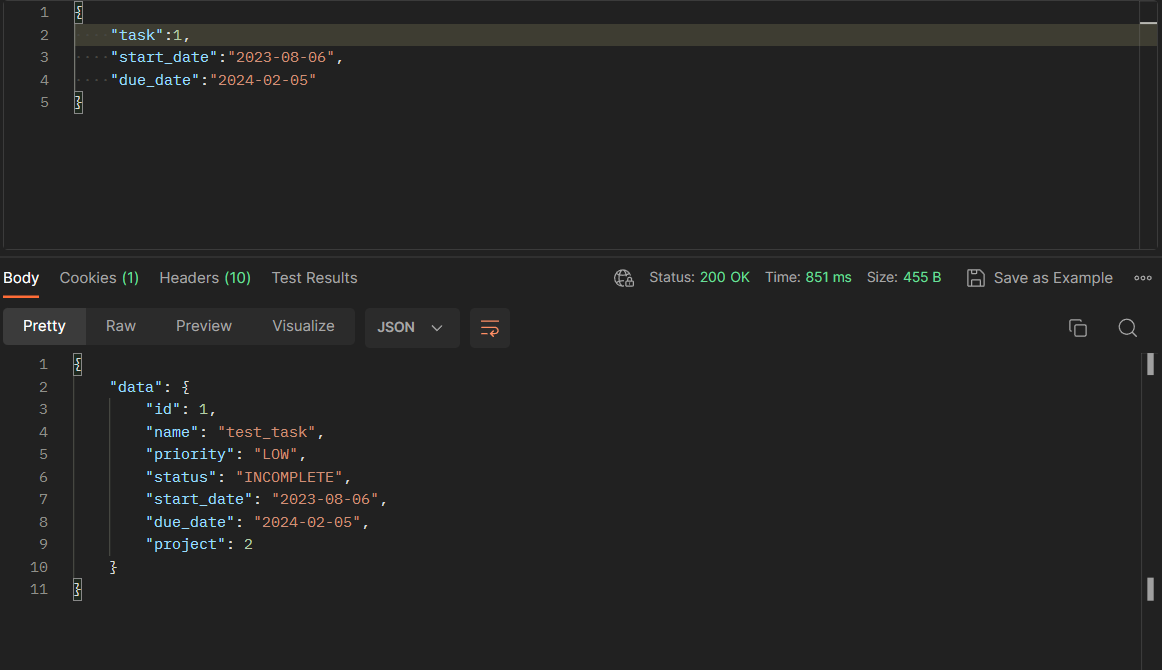 1 {
2 "task":1,
3 "start_date":"2023-08-06",
4 "due_date":"2024-02-05"
5 }
Body Cookies (1) Headers (10) Test Results Status: 200 OK Time: 851 ms Size: 455 B Save as Example
Pretty Raw Preview Visualize JSON
1 {
2 "data": {
3 "id": 1,
4 "name": "test_task",
5 "priority": "LOW",
6 "status": "INCOMPLETE",
7 "start_date": "2023-08-06",
8 "due_date": "2024-02-05",
9 "project": 2
10 }
11 }